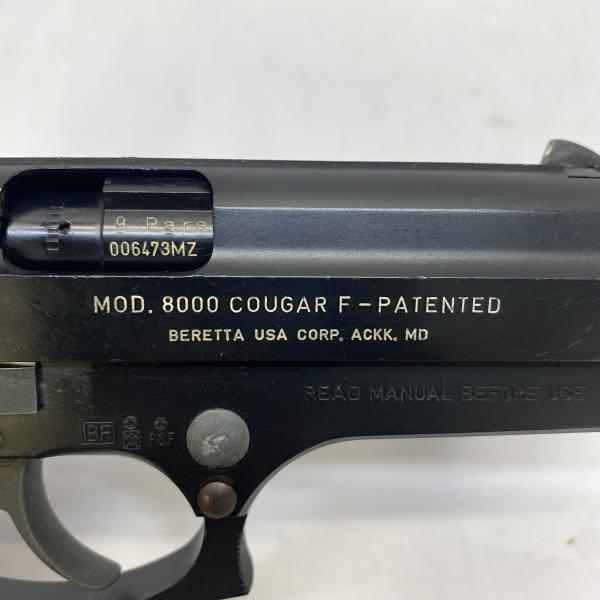 9 Para
006473MZ
MOD. 8000 COUGAR F-PATENTED
BERETTA USA CORP. ACKK. MD
READ MANUAL BEFORE USE
BF PSF